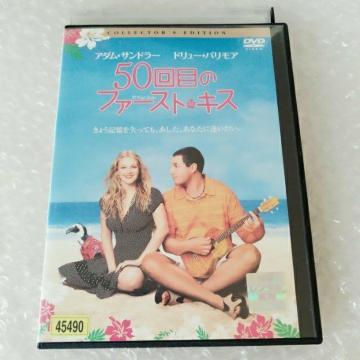 COLLECTOR'S EDITION
アダム・サンドラー ドリュー・バリモア
DVD
50回目の
ファースト・キス
きょう記憶を失っても、あした、あなたに逢いたい。
45490